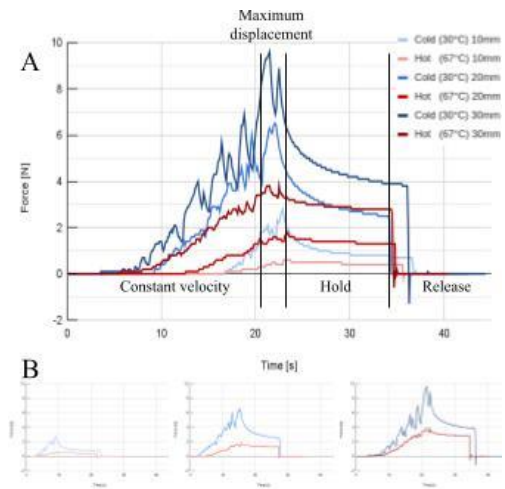 Maximum
displacement
A
Cold (30°C) 10mm
Hot (67°C) 10mm
Cold (30°C) 20mm
Hot (67°C) 20mm
Cold (30°C) 30mm
Hot (67°C) 30mm
10
8
6
4
2
0
-2
Force [N]
Constant velocity
Hold
Release
0
10
20
30
40
Time [s]
B